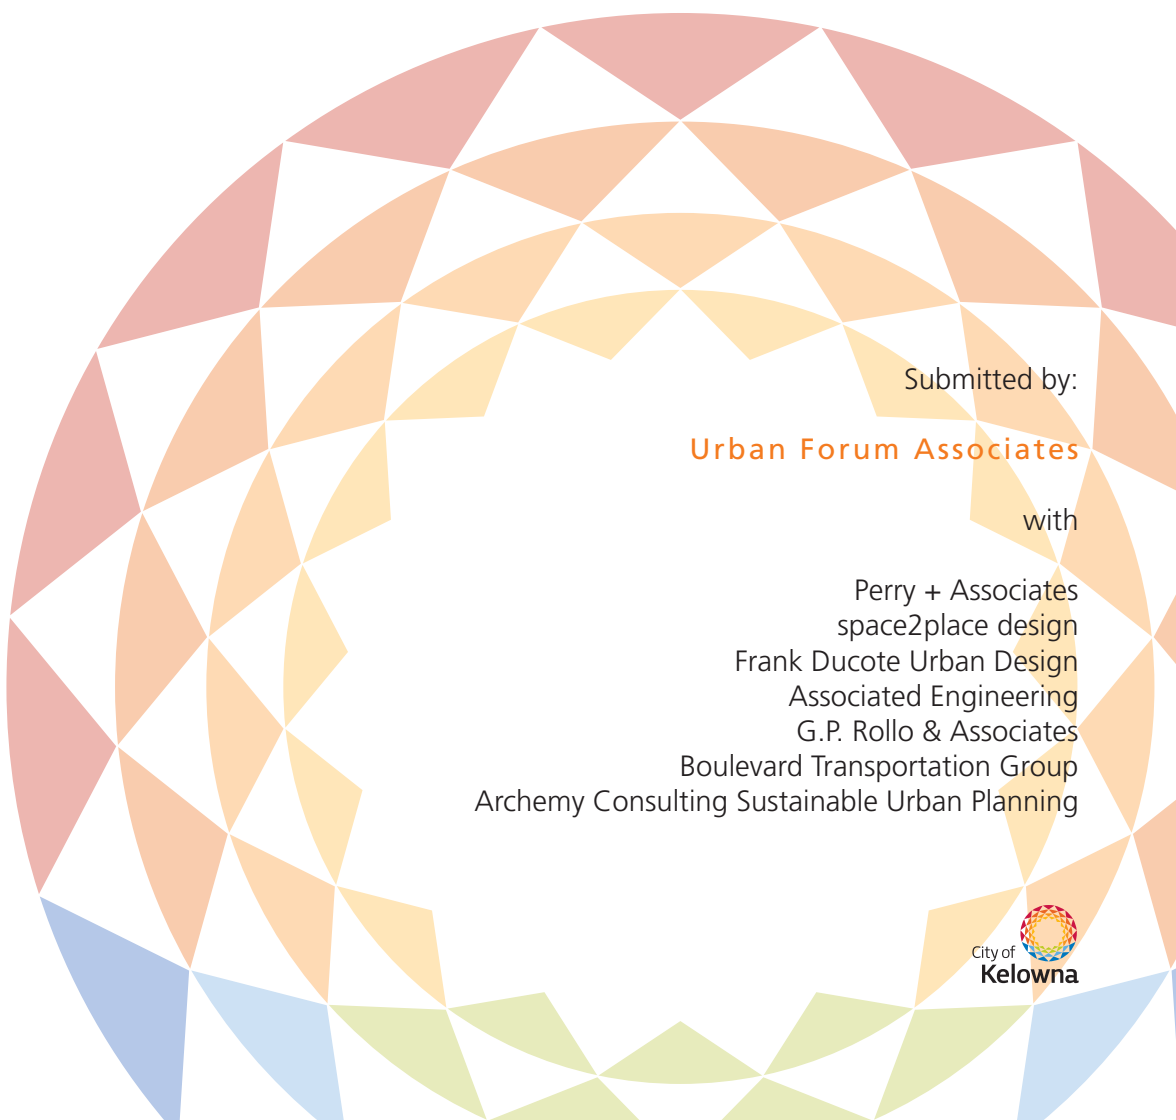 Submitted by:
Urban Forum Associates
with
Perry + Associates
space2place design
Frank Ducote Urban Design
Associated Engineering
G.P. Rollo & Associates
Boulevard Transportation Group
Archemy Consulting Sustainable Urban Planning
City of
Kelowna